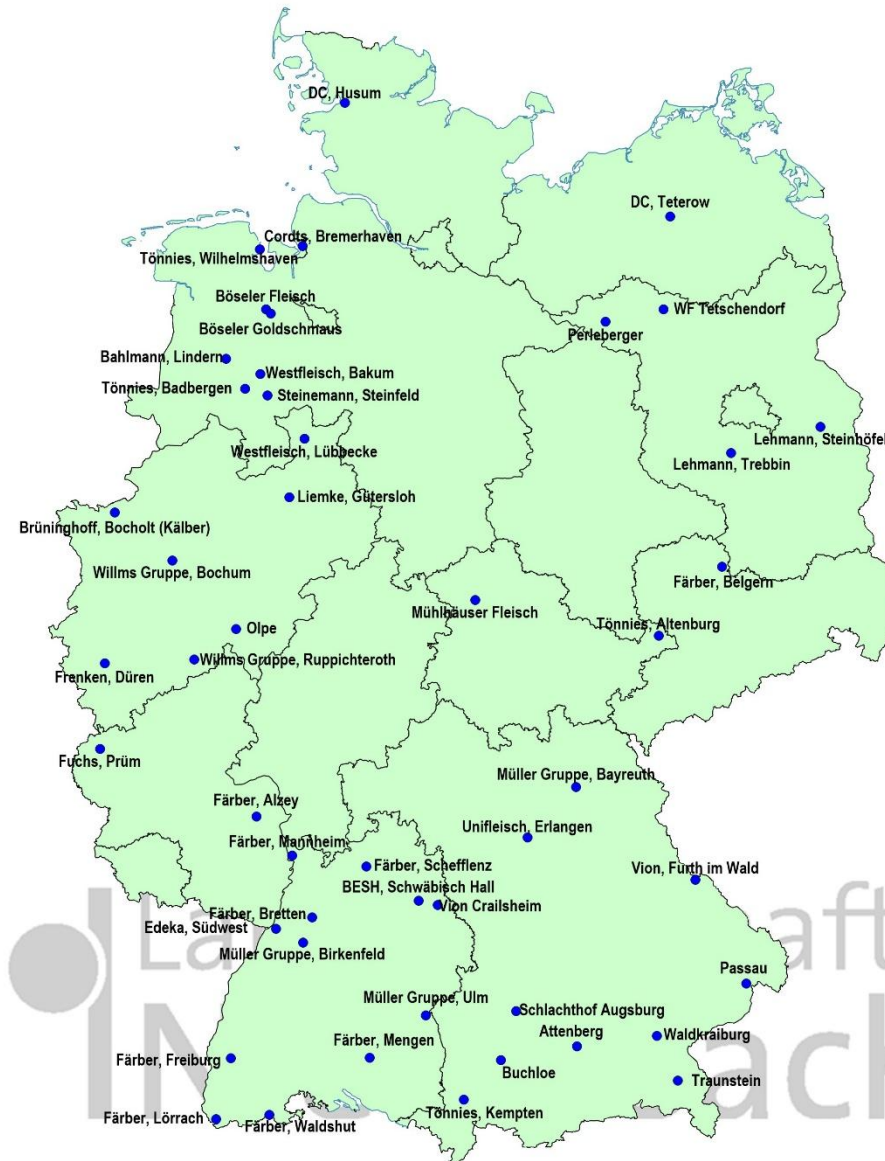 DC, Husum
DC, Teterow
Cordts, Bremerhaven
Tönnies, Wilhelmshaven
Böseler Fleisch
Böseler Goldschmaus
WF Tetschendorf
Perleberger
Bahlmann, Lindern
Westfleisch, Bakum
Tönnies, Badbergen
Steinemann, Steinfeld
Westfleisch, Lübbecke
Lehmann, Steinhöfel
Lehmann, Trebbin
Liemke, Gütersloh
Brüninghoff, Bocholt (Kälber)
Willms Gruppe, Bochum
Färber, Belgern
Mühlhäuser Fleisch
Tönnies, Altenburg
Olpe
Willms Gruppe, Ruppichteroth
Frenken, Düren
Fuchs, Prüm
Müller Gruppe, Bayreuth
Färber, Alzey
Unifleisch, Erlangen
Färber, Mannheim
Färber, Schefflenz
Vion, Furth im Wald
BESH, Schwäbisch Hall
Vion Crailsheim
Färber, Bretten
Edeka, Südwest
Müller Gruppe, Birkenfeld
Passau
Müller Gruppe, Ulm
Schlachthof Augsburg
Attenberg
Waldkraiburg
Färber, Mengen
Färber, Freiburg
Buchloe
Traunstein
Tönnies, Kempten
Färber, Lörrach
Färber, Waldshut